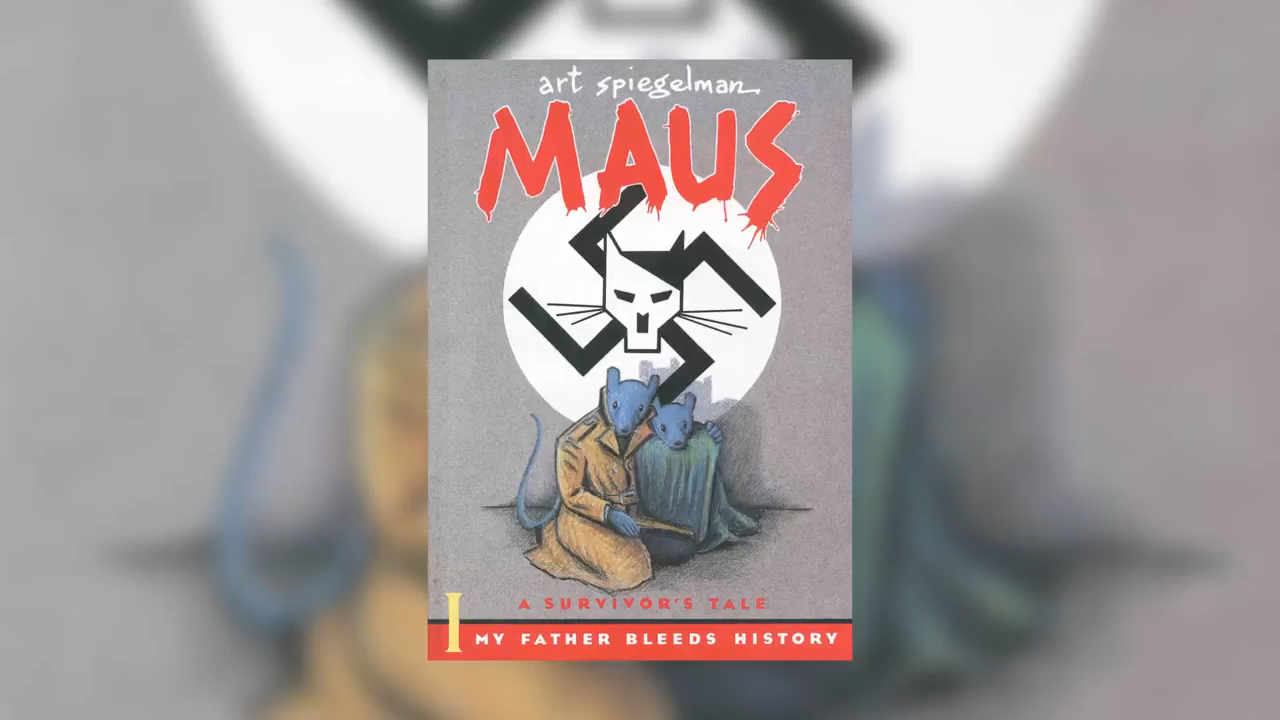 art spiegelman
MAUS
A SURVIVOR'S TALE
I
MY FATHER BLEEDS HISTORY